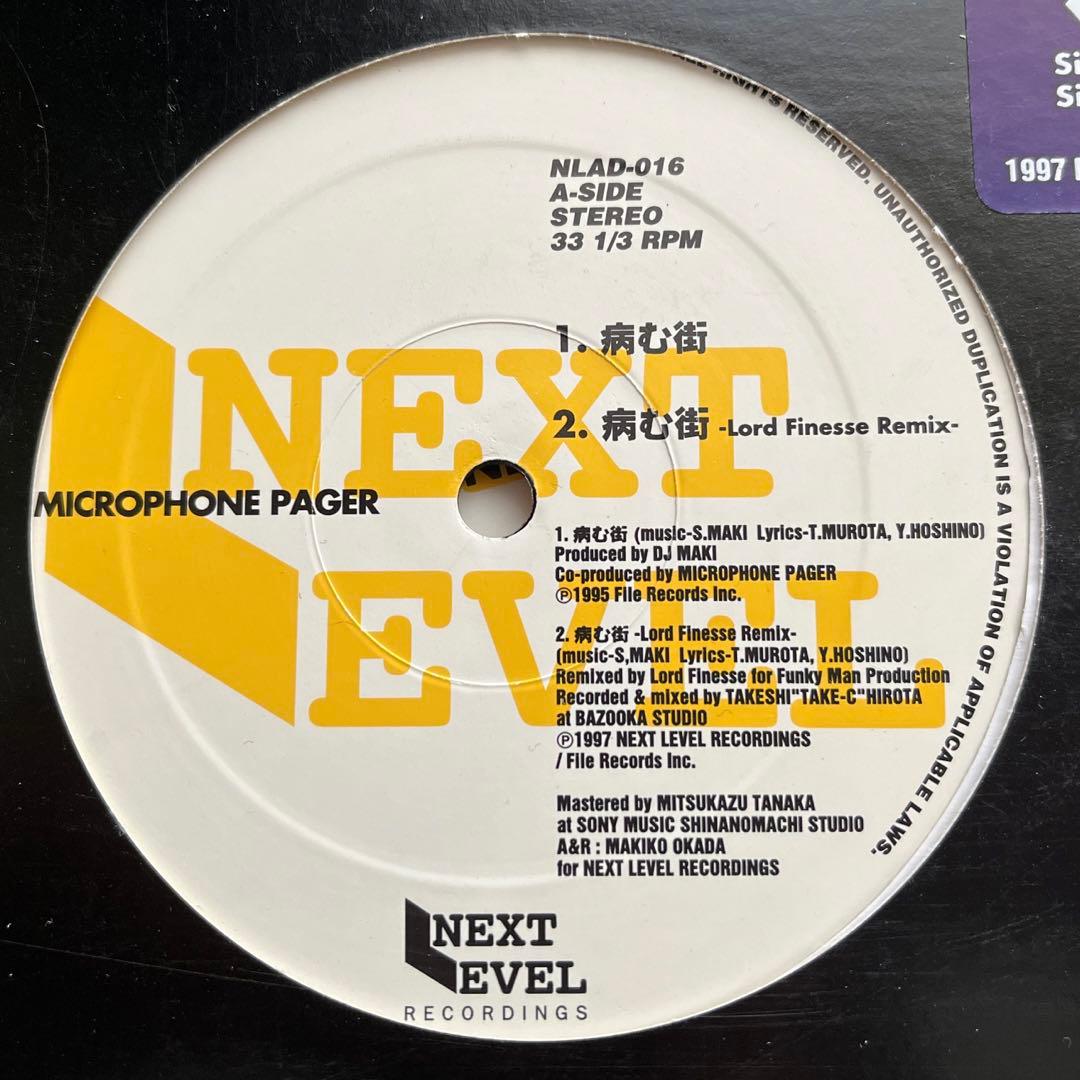 NLAD-016
A-SIDE
STEREO
33 1/3 RPM
1. 病む街
2. 病む街 -Lord Finesse Remix-
NEXT
LEVEL
MICROPHONE PAGER
1. 病む街 (music-S.MAKI Lyrics-T.MUROTA, Y.HOSHINO)
Produced by DJ MAKI
Co-produced by MICROPHONE PAGER
℗1995 File Records Inc.
2. 病む街 -Lord Finesse Remix-
(music-S,MAKI Lyrics-T.MUROTA, Y.HOSHINO)
Remixed by Lord Finesse for Funky Man Production
Recorded & mixed by TAKESHI"TAKE-C"HIROTA
at BAZOOKA STUDIO
℗1997 NEXT LEVEL RECORDINGS
/ File Records Inc.
Mastered by MITSUKAZU TANAKA
at SONY MUSIC SHINANOMACHI STUDIO
A&R : MAKIKO OKADA
for NEXT LEVEL RECORDINGS
NEXT
LEVEL
RECORDINGS
ALL RIGHTS RESERVED. UNAUTHORIZED DUPLICATION IS A VIOLATION OF APPLICABLE LAWS.
1997